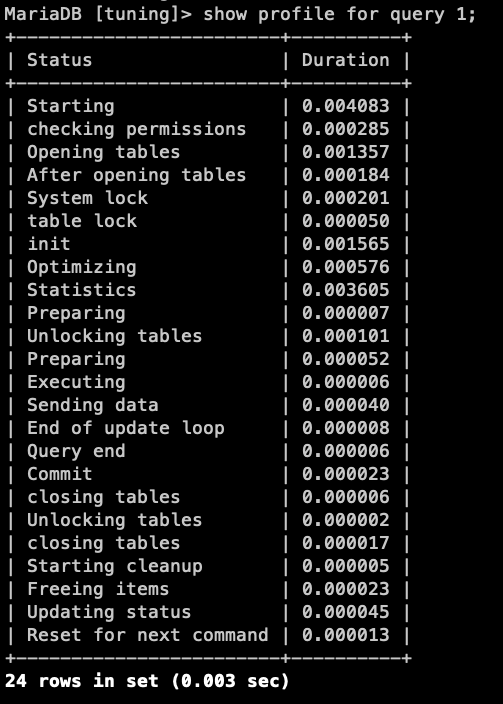 MariaDB [tuning]> show profile for query 1;
+------------------------+----------+
| Status                 | Duration |
+------------------------+----------+
| Starting               | 0.004083 |
| checking permissions   | 0.000285 |
| Opening tables         | 0.001357 |
| After opening tables   | 0.000184 |
| System lock            | 0.000201 |
| table lock             | 0.000050 |
| init                   | 0.001565 |
| Optimizing             | 0.000576 |
| Statistics             | 0.003605 |
| Preparing              | 0.000007 |
| Unlocking tables       | 0.000101 |
| Preparing              | 0.000052 |
| Executing              | 0.000006 |
| Sending data           | 0.000040 |
| End of update loop     | 0.000008 |
| Query end              | 0.000006 |
| Commit                 | 0.000023 |
| closing tables         | 0.000006 |
| Unlocking tables       | 0.000002 |
| closing tables         | 0.000017 |
| Starting cleanup       | 0.000005 |
| Freeing items          | 0.000023 |
| Updating status        | 0.000045 |
| Reset for next command | 0.000013 |
+------------------------+----------+
24 rows in set (0.003 sec)